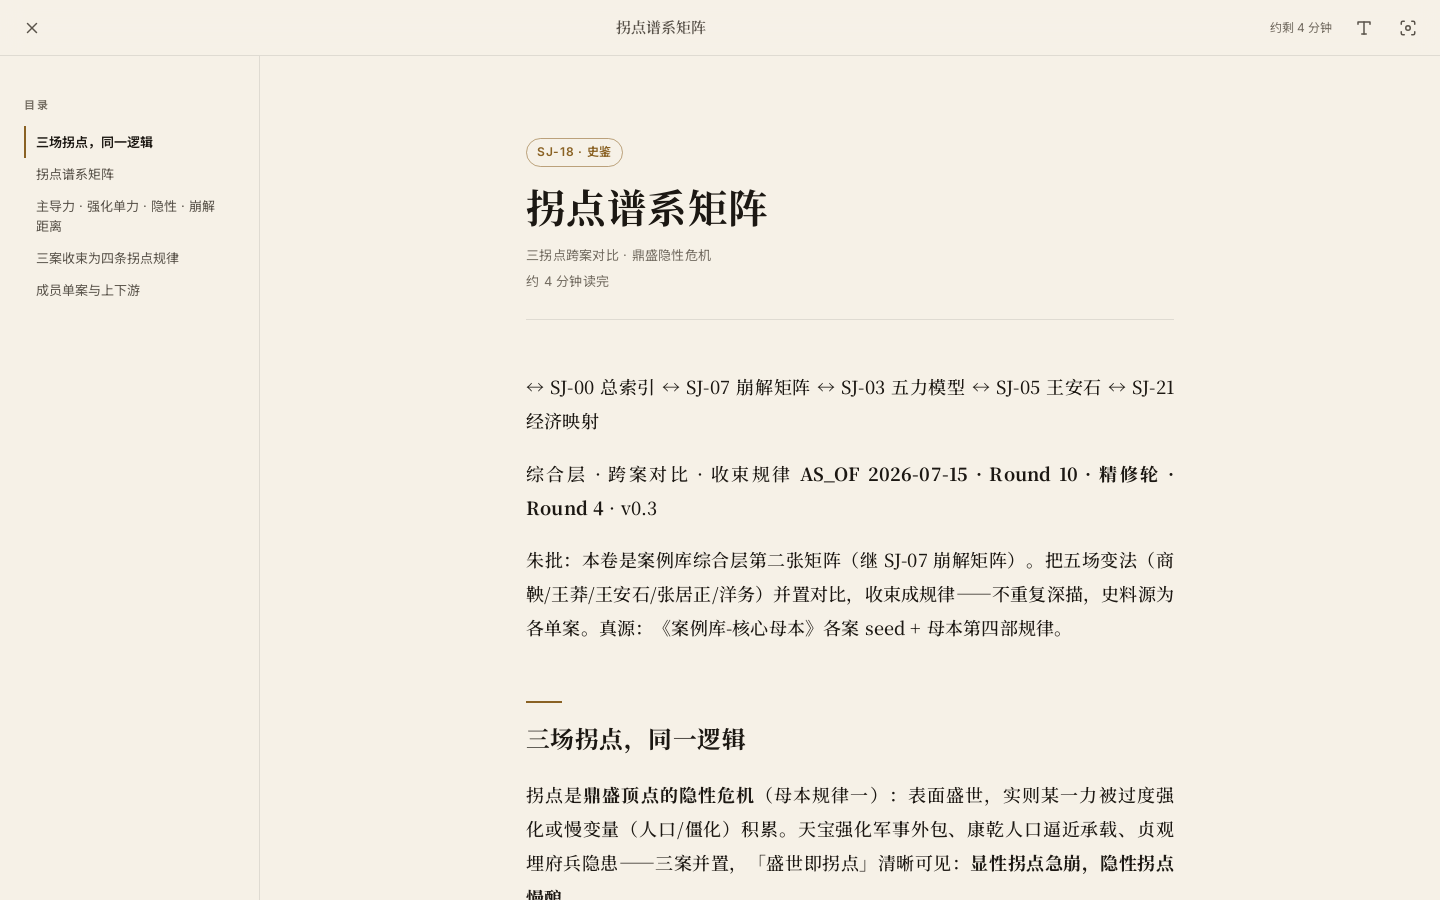 拐点谱系矩阵
约剩 4 分钟
目录
三场拐点，同一逻辑
拐点谱系矩阵
主导力 · 强化单力 · 隐性 · 崩解
距离
三案收束为四条拐点规律
成员单案与上下游
SJ-18 · 史鉴
拐点谱系矩阵
三拐点跨案对比 · 鼎盛隐性危机
约 4 分钟读完
↔ SJ-00 总索引 ↔ SJ-07 崩解矩阵 ↔ SJ-03 五力模型 ↔ SJ-05 王安石 ↔ SJ-21
经济映射
综合层 · 跨案对比 · 收束规律 AS_OF 2026-07-15 · Round 10 · 精修轮 ·
Round 4 · v0.3
朱批：本卷是案例库综合层第二张矩阵（继 SJ-07 崩解矩阵）。把五场变法（商
鞅/王莽/王安石/张居正/洋务）并置对比，收束成规律——不重复深描，史料源为
各单案。真源：《案例库-核心母本》各案 seed + 母本第四部规律。
三场拐点，同一逻辑
拐点是鼎盛顶点的隐性危机（母本规律一）：表面盛世，实则某一力被过度强
化或慢变量（人口/僵化）积累。天宝强化军事外包、康乾人口逼近承载、贞观
埋府兵隐患——三案并置，「盛世即拐点」清晰可见：显性拐点急崩，隐性拐点
慢酿